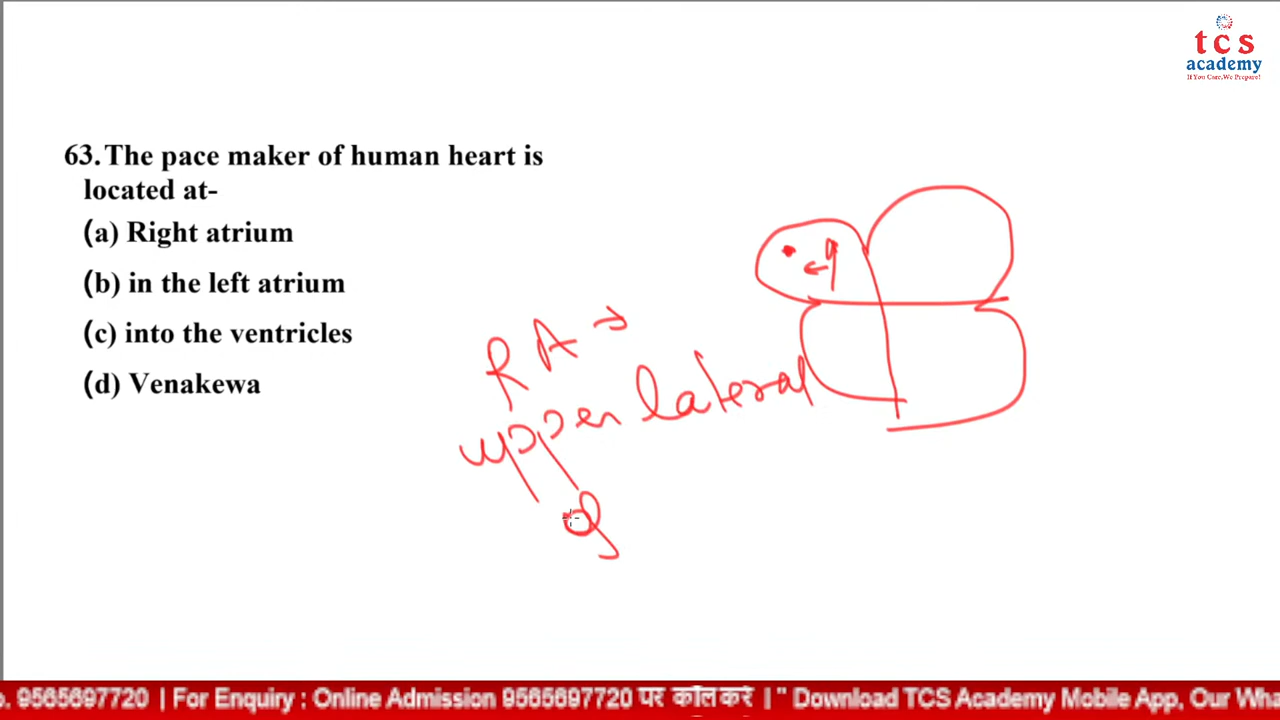 tcs
academy
If You Care,We Prepare!
63. The pace maker of human heart is
located at-
(a) Right atrium
(b) in the left atrium
(c) into the ventricles
(d) Venakewa
RA →
upper lateral
of
o. 9565697720 | For Enquiry : Online Admission 9565697720 पर कॉल करें | " Download TCS Academy Mobile App, Our Wha